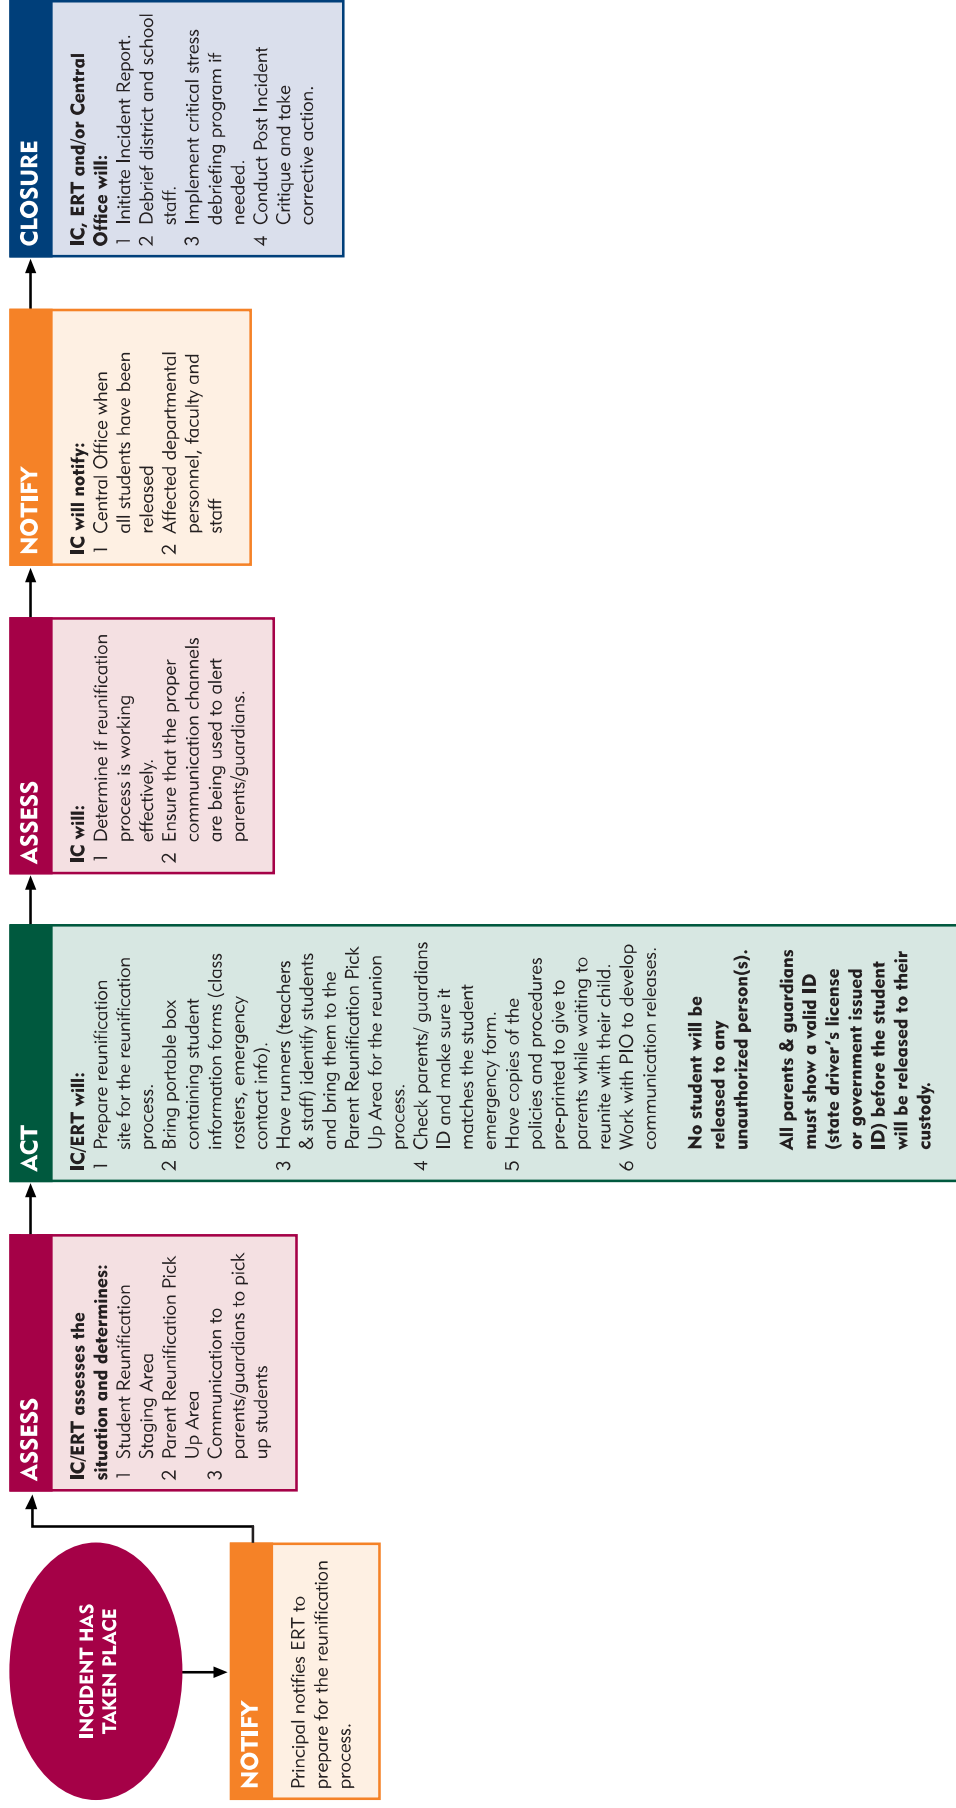 INCIDENT HAS
TAKEN PLACE
NOTIFY
Principal notifies ERT to
prepare for the reunification
process.
ASSESS
IC/ERT assesses the
situation and determines:
1 Student Reunification
Staging Area
2 Parent Reunification Pick
Up Area
3 Communication to
parents/guardians to pick
up students
ACT
IC/ERT will:
1 Prepare reunification
site for the reunification
process.
2 Bring portable box
containing student
information forms (class
rosters, emergency
contact info).
3 Have runners (teachers
& staff) identify students
and bring them to the
Parent Reunification Pick
Up Area for the reunion
process.
4 Check parents/ guardians
ID and make sure it
matches the student
emergency form.
5 Have copies of the
policies and procedures
pre-printed to give to
parents while waiting to
reunite with their child.
6 Work with PIO to develop
communication releases.
No student will be
released to any
unauthorized person(s).
All parents & guardians
must show a valid ID
(state driver's license
or government issued
ID) before the student
will be released to their
custody.
ASSESS
IC will:
1 Determine if reunification
process is working
effectively.
2 Ensure that the proper
communication channels
are being used to alert
parents/guardians.
NOTIFY
IC will notify:
1 Central Office when
all students have been
released
2 Affected departmental
personnel, faculty and
staff
CLOSURE
IC, ERT and/or Central
Office will:
1 Initiate Incident Report.
2 Debrief district and school
staff.
3 Implement critical stress
debriefing program if
needed.
4 Conduct Post Incident
Critique and take
corrective action.